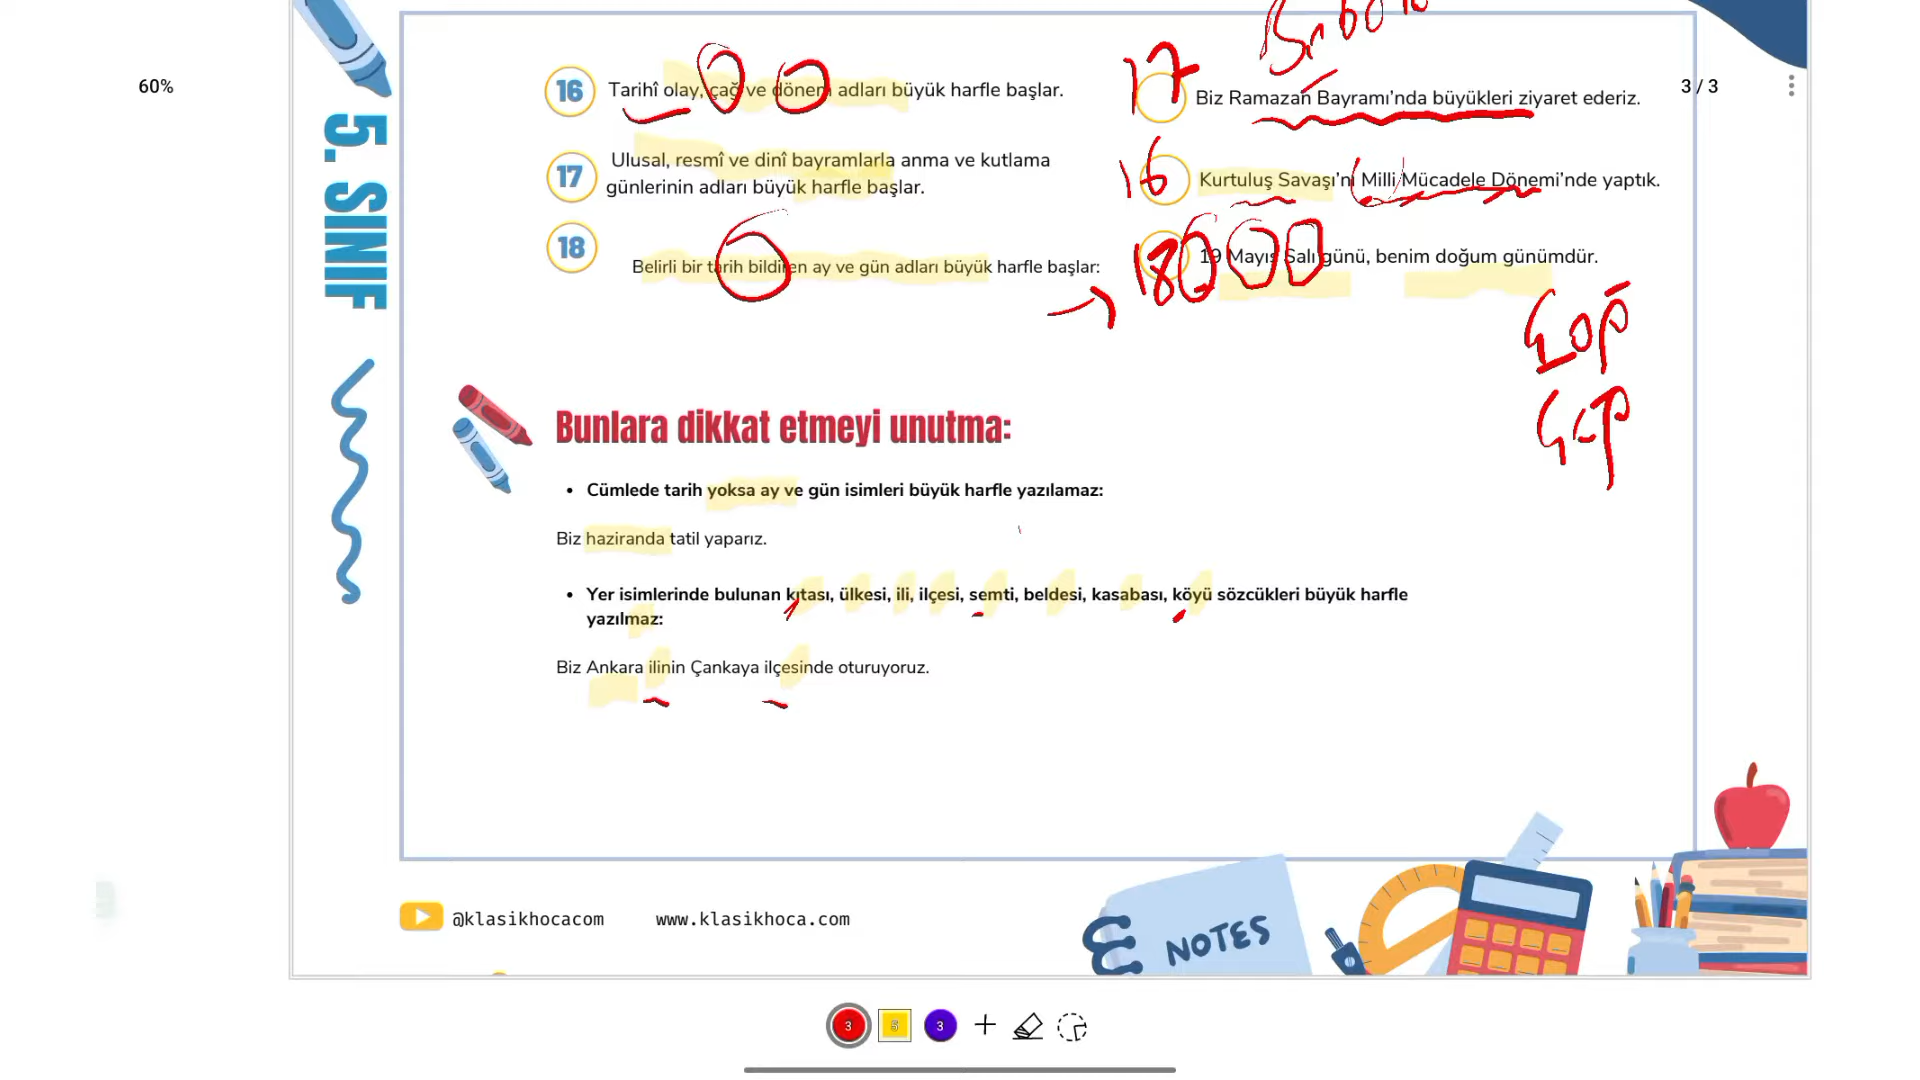 60%
3 / 3
5. SINIF
16 Tarihî olay, çağ ve dönem adları büyük harfle başlar.
17 Biz Ramazan Bayramı'nda büyükleri ziyaret ederiz.
17 Ulusal, resmî ve dinî bayramlarla anma ve kutlama
günlerinin adları büyük harfle başlar.
16 Kurtuluş Savaşı'nı Milli Mücadele Dönemi'nde yaptık.
18 Belirli bir tarih bildiren ay ve gün adları büyük harfle başlar:
18 19 Mayıs Salı günü, benim doğum günümdür.
Bunlara dikkat etmeyi unutma:
• Cümlede tarih yoksa ay ve gün isimleri büyük harfle yazılamaz:
Biz haziranda tatil yaparız.
• Yer isimlerinde bulunan kıtası, ülkesi, ili, ilçesi, semti, beldesi, kasabası, köyü sözcükleri büyük harfle
yazılmaz:
Biz Ankara ilinin Çankaya ilçesinde oturuyoruz.
@klasikhocacom www.klasikhoca.com
NOTES
3 5 3